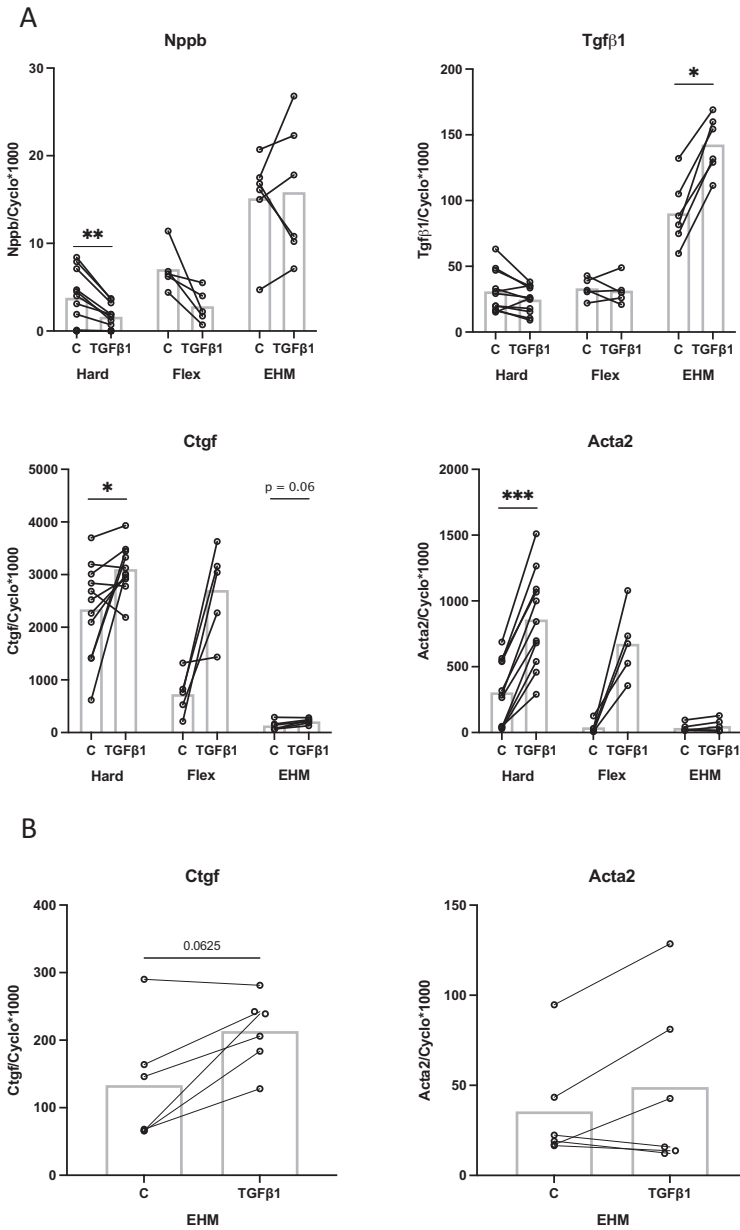 A
Nppb
Nppb/Cyclo*1000
30
20
10
0
**
C TGFβ1 C TGFβ1 C TGFβ1
Hard Flex EHM
Tgfβ1
Tgfβ1/Cyclo*1000
200
150
100
50
0
*
C TGFβ1 C TGFβ1 C TGFβ1
Hard Flex EHM
Ctgf
Ctgf/Cyclo*1000
5000
4000
3000
2000
1000
0
*
p = 0.06
C TGFβ1 C TGFβ1 C TGFβ1
Hard Flex EHM
Acta2
Acta2/Cyclo*1000
2000
1500
1000
500
0
***
C TGFβ1 C TGFβ1 C TGFβ1
Hard Flex EHM
B
Ctgf
Ctgf/Cyclo*1000
400
300
200
100
0
0.0625
C TGFβ1
EHM
Acta2
Acta2/Cyclo*1000
150
100
50
0
C TGFβ1
EHM